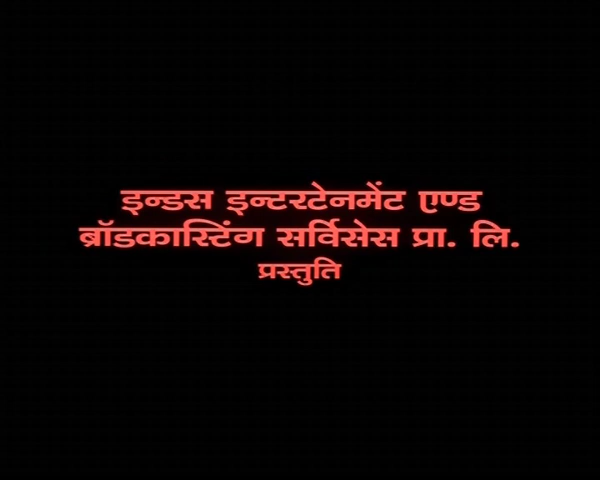 इन्डस इन्टरटेनमेंट एण्ड
ब्रॉडकास्टिंग सर्विसेस प्रा. लि.
प्रस्तुति